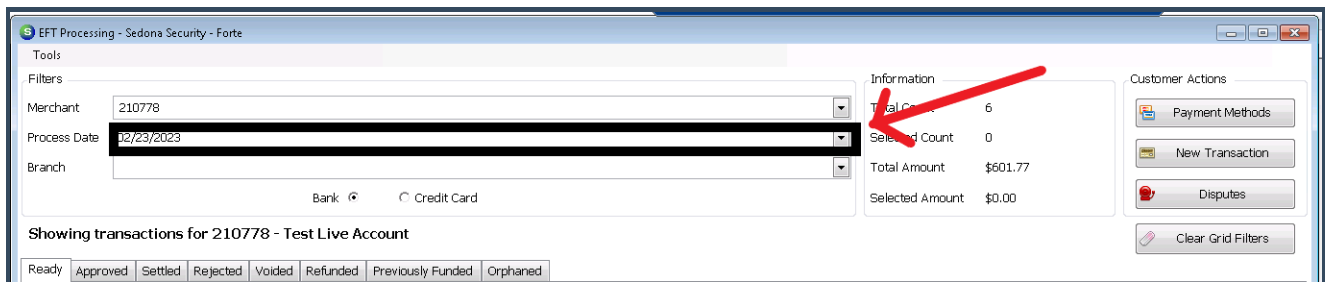 EFT Processing - Sedona Security - Forte
Tools
Filters
Merchant 210778
Process Date 02/23/2023
Branch
Bank Credit Card
Information
Total Count 6
Selected Count 0
Total Amount $601.77
Selected Amount $0.00
Customer Actions
Payment Methods
New Transaction
Disputes
Clear Grid Filters
Showing transactions for 210778 - Test Live Account
Ready Approved Settled Rejected Voided Refunded Previously Funded Orphaned